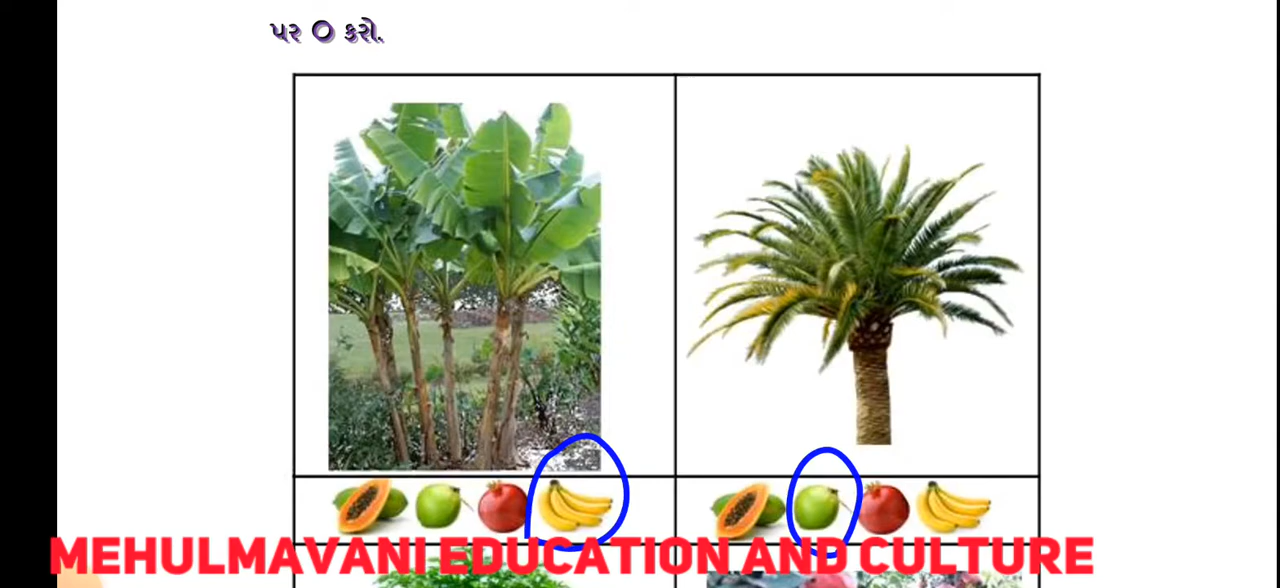 પર O કરો.
MEHULMAVANI EDUCATION AND CULTURE